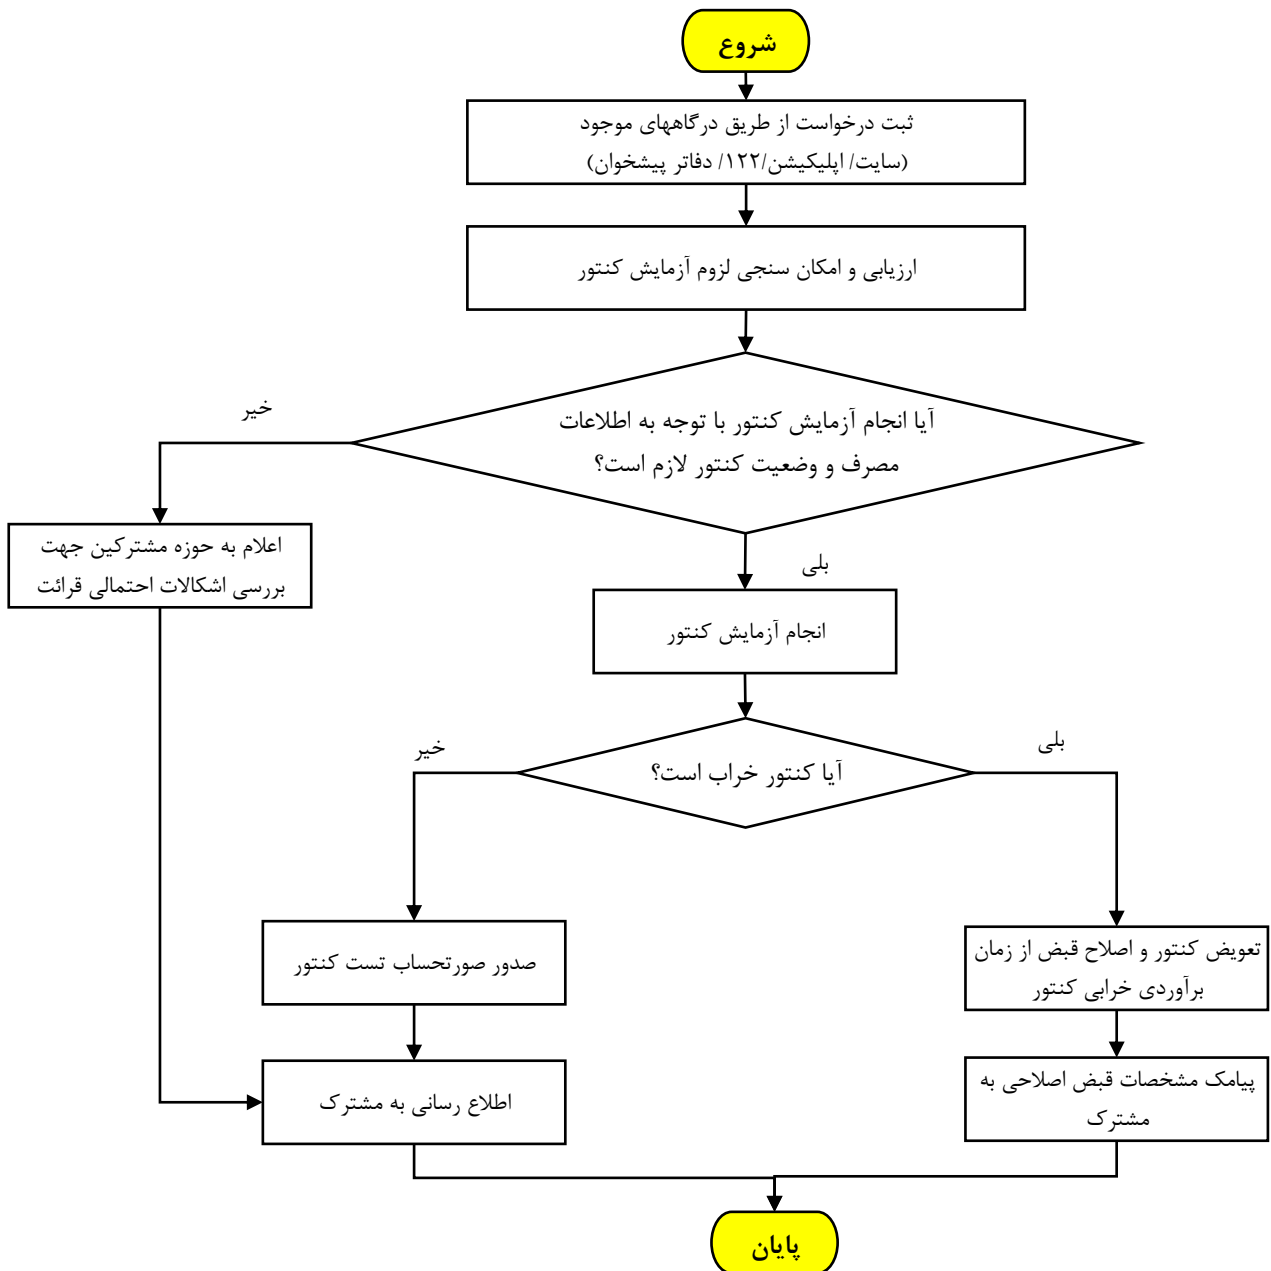 شروع
ثبت درخواست از طریق درگاههای موجود
(سایت/ اپلیکیشن/۱۲۲/ دفاتر پیشخوان)
ارزیابی و امکان سنجی لزوم آزمایش کنتور
آیا انجام آزمایش کنتور با توجه به اطلاعات
مصرف و وضعیت کنتور لازم است؟
خیر
اعلام به حوزه مشترکین جهت
بررسی اشکالات احتمالی قرائت
بلی
انجام آزمایش کنتور
آیا کنتور خراب است؟
بلی
خیر
تعویض کنتور و اصلاح قبض از زمان
برآوردی خرابی کنتور
صدور صورتحساب تست کنتور
پیامک مشخصات قبض اصلاحی به
مشترک
اطلاع رسانی به مشترک
پایان